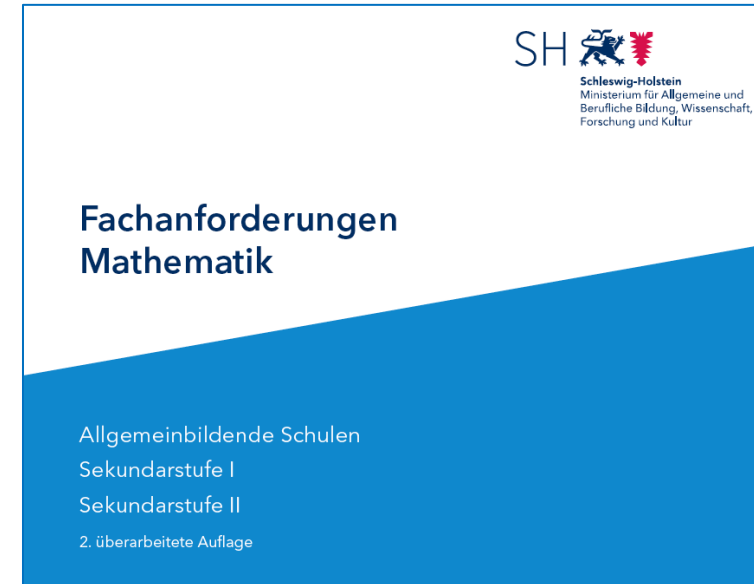 SH
Schleswig-Holstein
Ministerium für Allgemeine und
Berufliche Bildung, Wissenschaft,
Forschung und Kultur
Fachanforderungen
Mathematik
Allgemeinbildende Schulen
Sekundarstufe I
Sekundarstufe II
2. überarbeitete Auflage